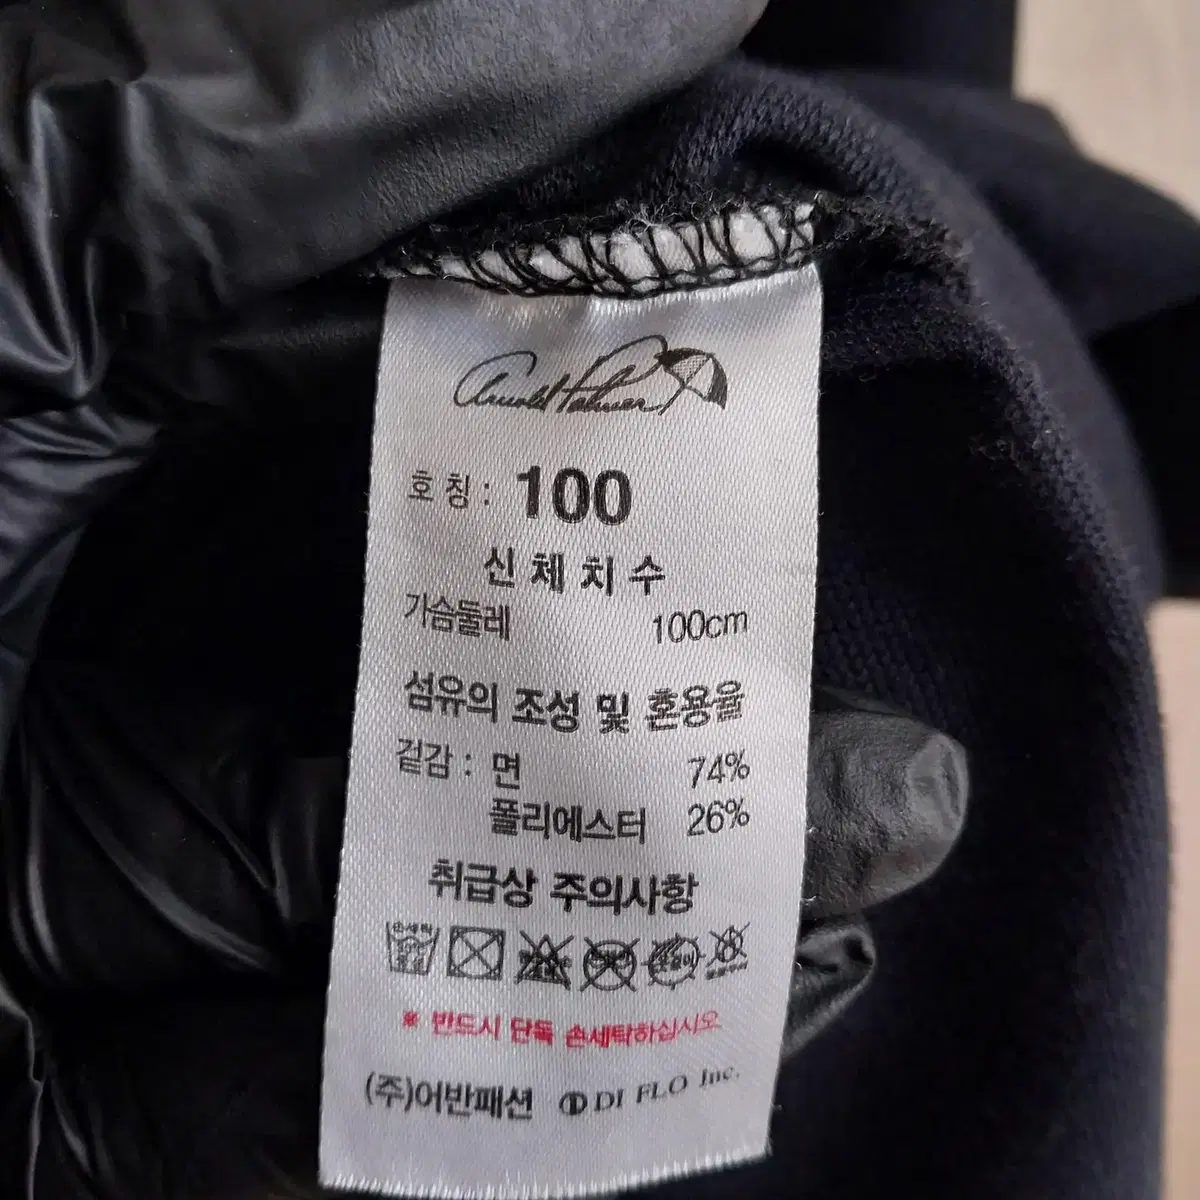 Arnold Palmer
호칭 : 100
신체치수
가슴둘레 100cm
섬유의 조성 및 혼용율
겉감 : 면 74%
폴리에스터 26%
취급상 주의사항
손세탁
※ 반드시 단독 손세탁하십시오
(주)어반패션 DI FLO Inc.